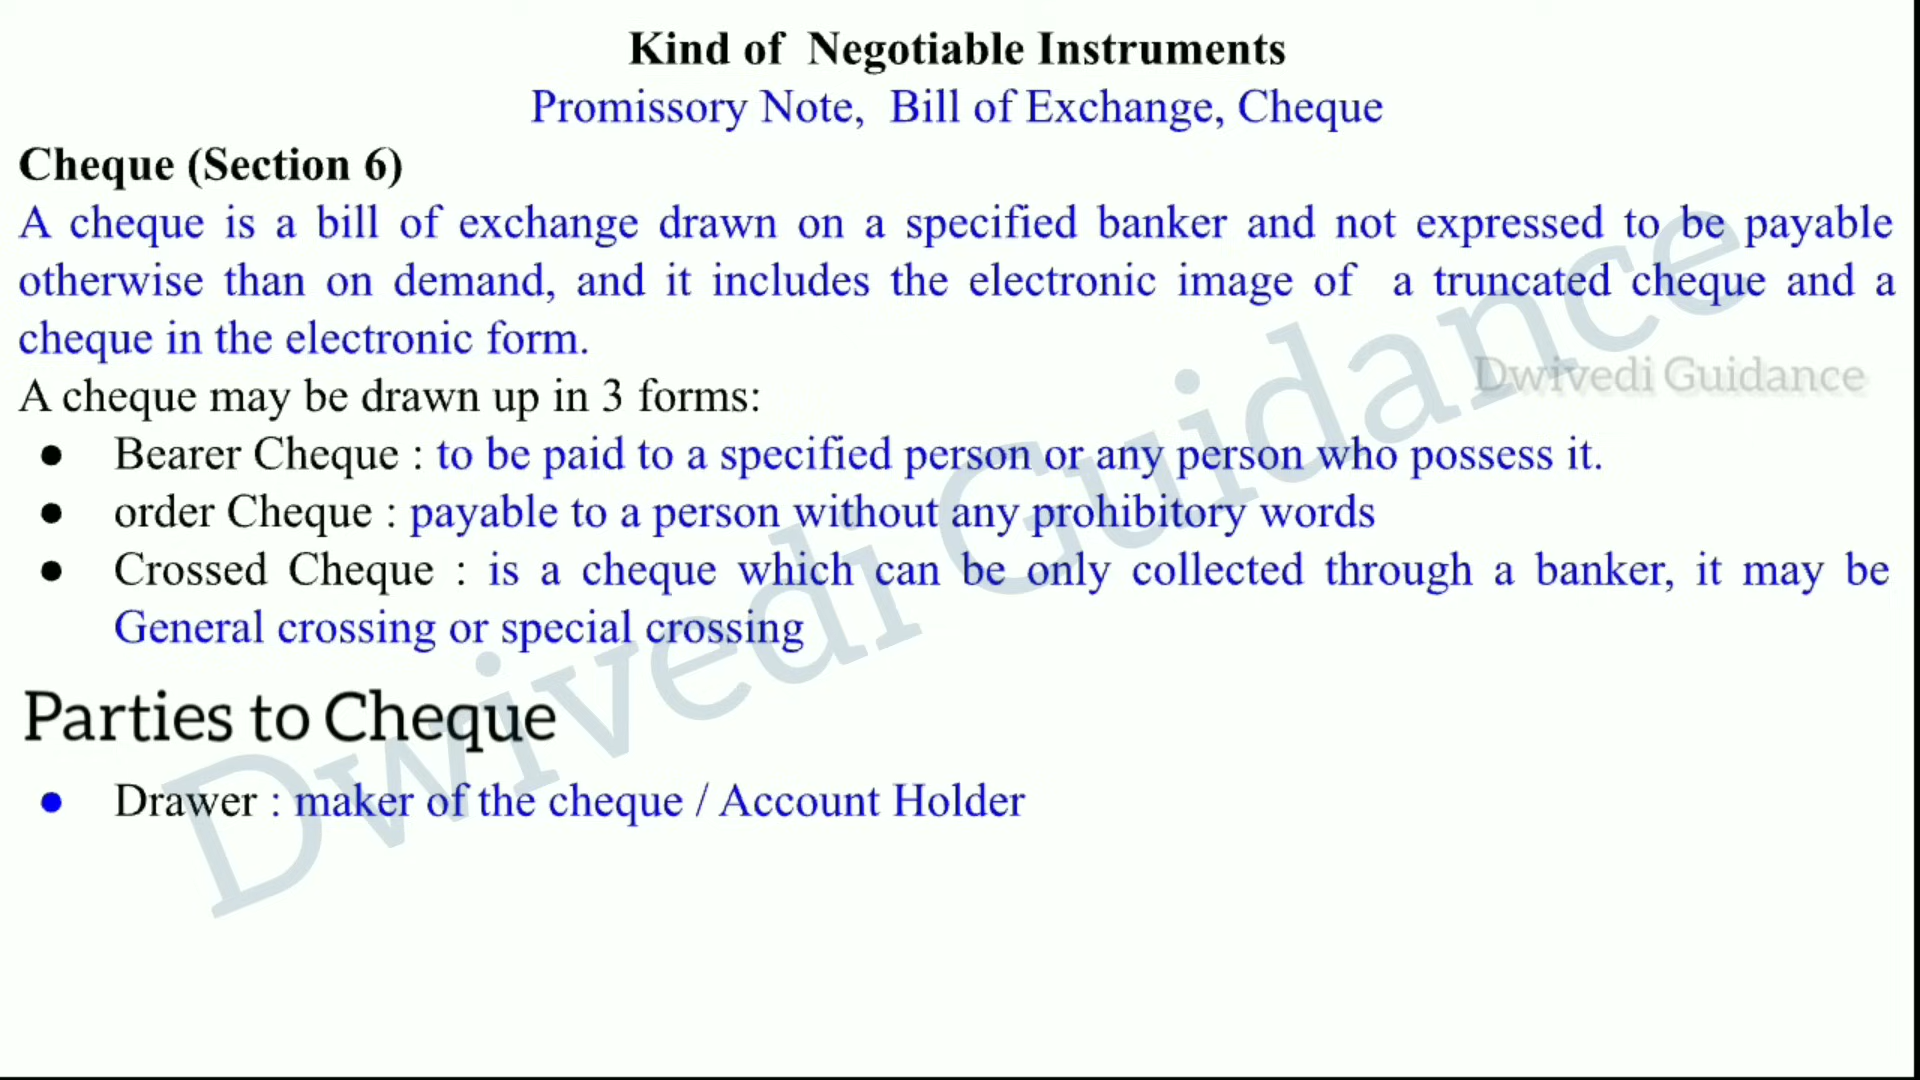 Kind of Negotiable Instruments
Promissory Note, Bill of Exchange, Cheque
Cheque (Section 6)
A cheque is a bill of exchange drawn on a specified banker and not expressed to be payable
otherwise than on demand, and it includes the electronic image of a truncated cheque and a
cheque in the electronic form.
Dwivedi Guidance
A cheque may be drawn up in 3 forms:
● Bearer Cheque : to be paid to a specified person or any person who possess it.
● order Cheque : payable to a person without any prohibitory words
● Crossed Cheque : is a cheque which can be only collected through a banker, it may be
General crossing or special crossing
Parties to Cheque
● Drawer : maker of the cheque / Account Holder
Dwivedi Guidance